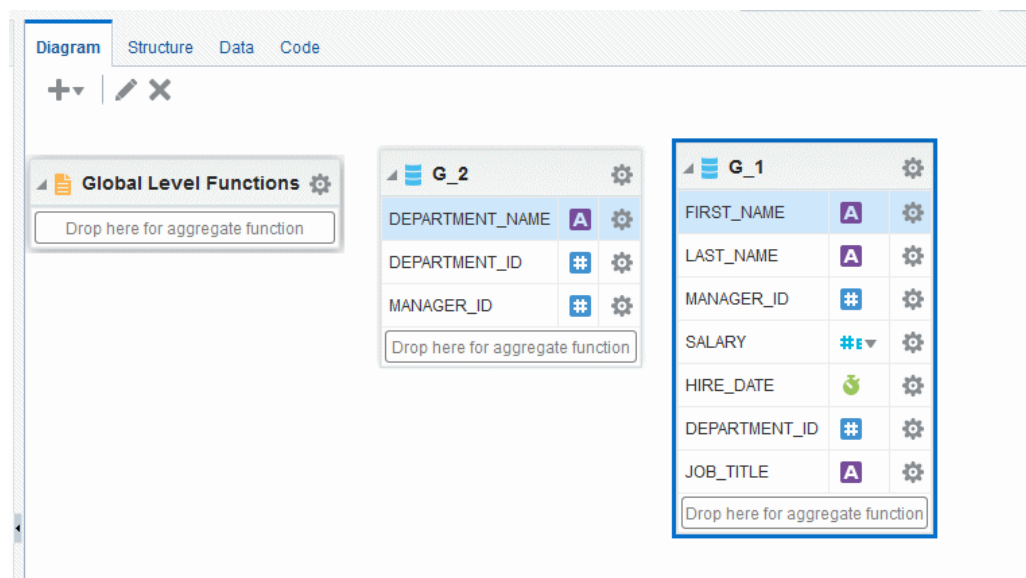 Diagram Structure Data Code
Global Level Functions
Drop here for aggregate function
G_2
DEPARTMENT_NAME A
DEPARTMENT_ID #
MANAGER_ID #
Drop here for aggregate function
G_1
FIRST_NAME A
LAST_NAME A
MANAGER_ID #
SALARY #E
HIRE_DATE
DEPARTMENT_ID #
JOB_TITLE A
Drop here for aggregate function